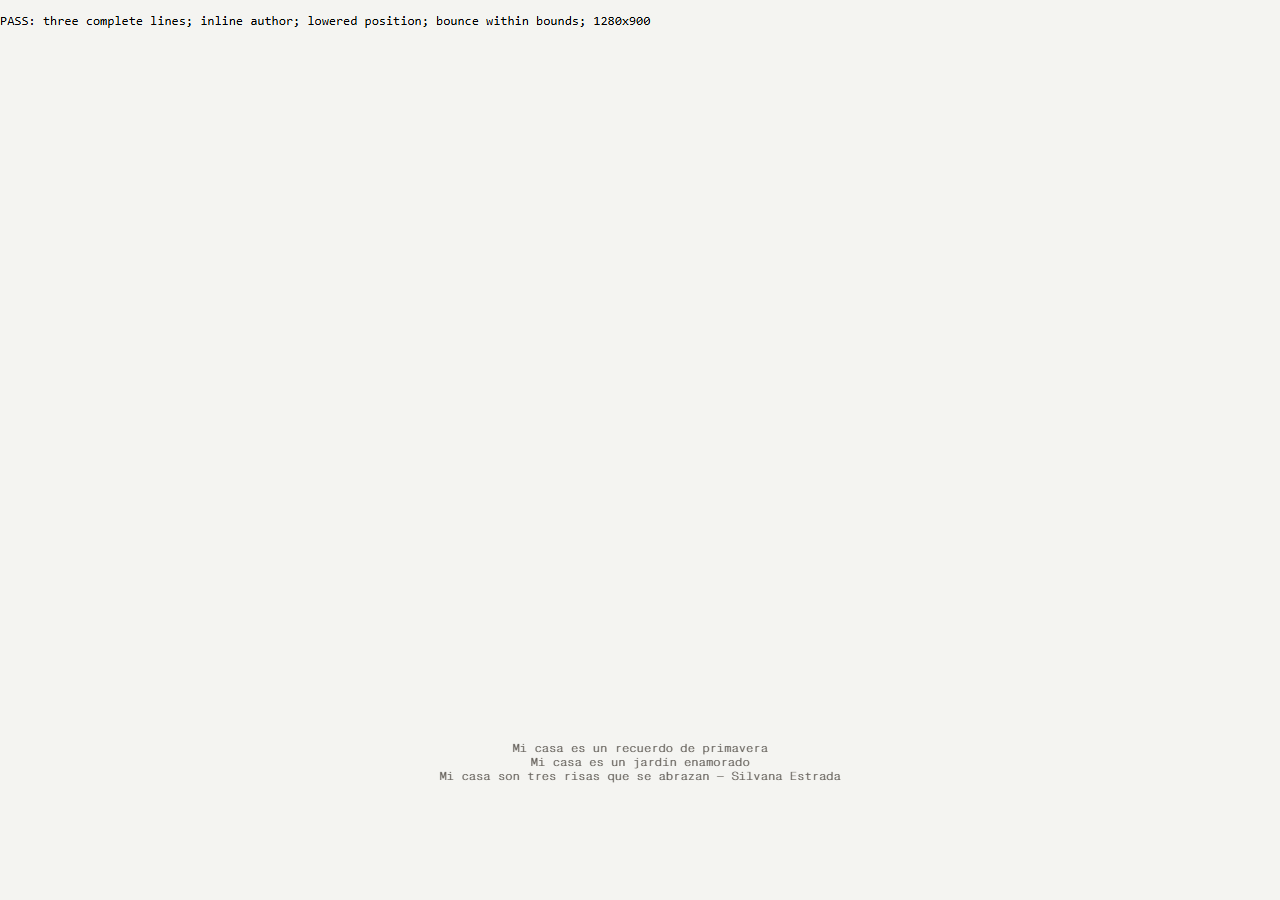 PASS: three complete lines; inline author; lowered position; bounce within bounds; 1280x900
Mi casa es un recuerdo de primavera
Mi casa es un jardín enamorado
Mi casa son tres risas que se abrazan — Silvana Estrada